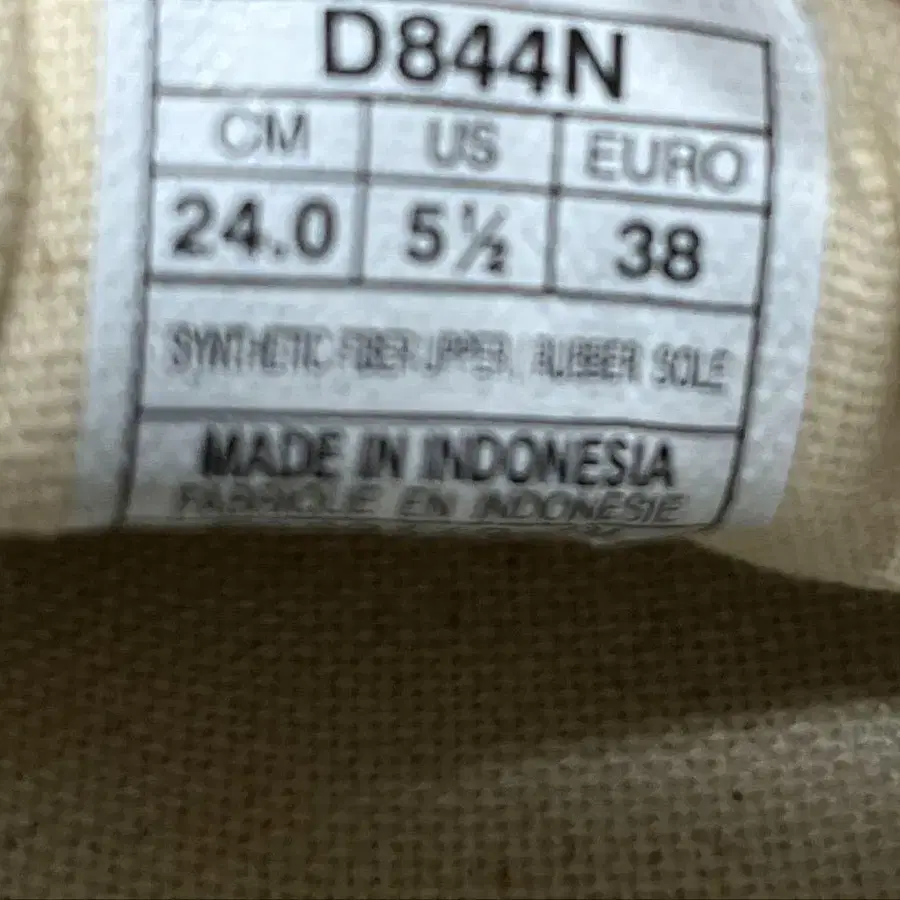 D844N
CM US EURO
24.0 5½ 38
SYNTHETIC FIBER UPPER / RUBBER SOLE
MADE IN INDONESIA
FABRIQUE EN INDONESIE